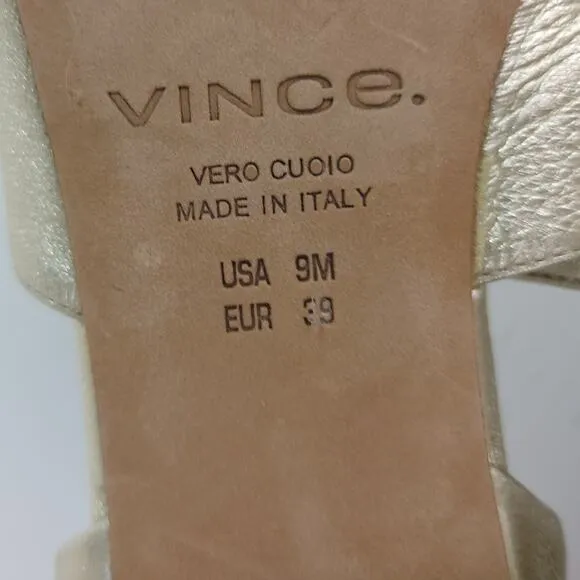 VINCe.
VERO CUOIO
MADE IN ITALY
USA 9M
EUR 39